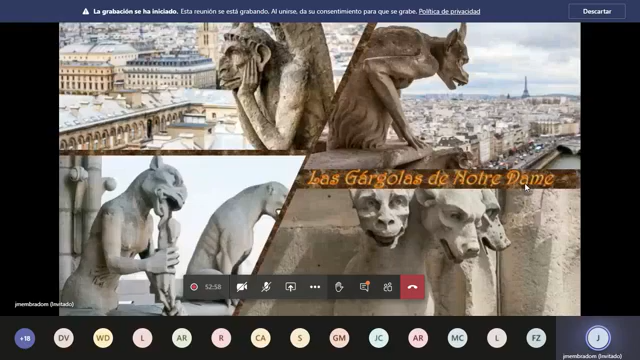 La grabación se ha iniciado. Esta reunión se está grabando. Al unirse, da su consentimiento para que se grabe. Política de privacidad
Descartar
Las Gárgolas de Notre Dame
52:58
jmembradom (Invitado)
+18 DV WD L AR R CA S GM JC AR MC L FZ J
jmembradom (Invitado)